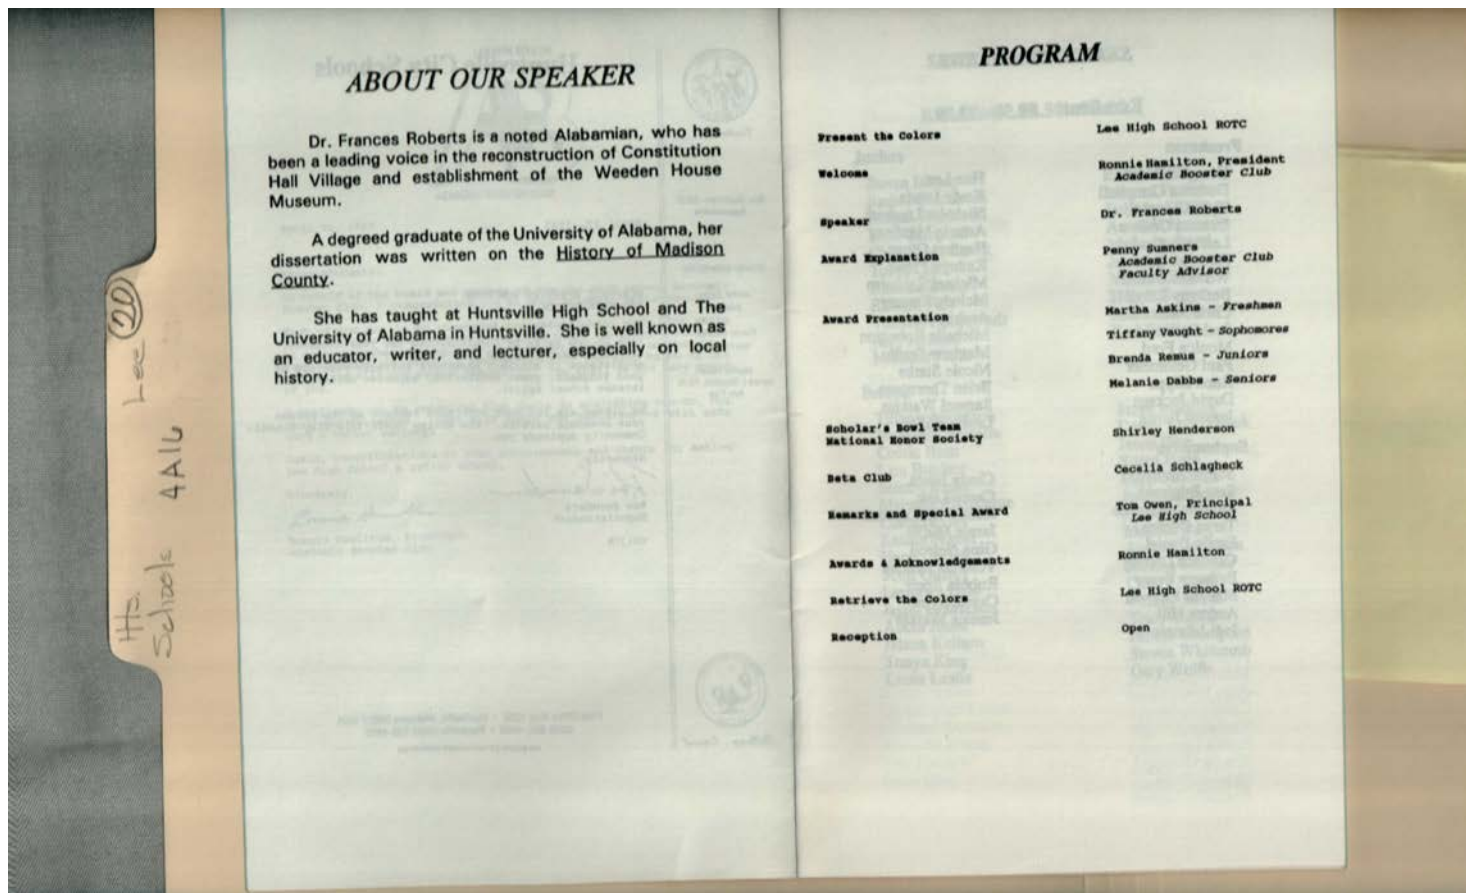 ABOUT OUR SPEAKER
Dr. Frances Roberts is a noted Alabamian, who has
been a leading voice in the reconstruction of Constitution
Hall Village and establishment of the Weeden House
Museum.
A degreed graduate of the University of Alabama, her
dissertation was written on the History of Madison
County.
She has taught at Huntsville High School and The
University of Alabama in Huntsville. She is well known as
an educator, writer, and lecturer, especially on local
history.
PROGRAM
Present the Colors Lee High School ROTC
Welcome Ronnie Hamilton, President
Academic Booster Club
Speaker Dr. Frances Roberts
Award Explanation Penny Sumners
Academic Booster Club
Faculty Advisor
Award Presentation Martha Askins - Freshmen
Tiffany Vaught - Sophomores
Brenda Remus - Juniors
Melanie Dabbs - Seniors
Scholar's Bowl Team
National Honor Society Shirley Henderson
Beta Club Cecelia Schlagheck
Remarks and Special Award Tom Owen, Principal
Lee High School
Awards & Acknowledgements Ronnie Hamilton
Retrieve the Colors Lee High School ROTC
Reception Open
Hts.
Schools 4A16 Lee 20